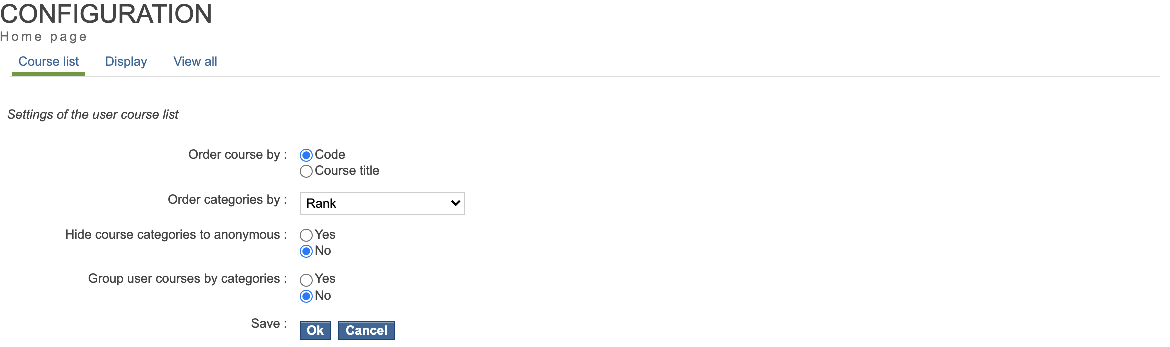 CONFIGURATION
Home page
Course list Display View all
Settings of the user course list
Order course by : Code
Course title
Order categories by : Rank
Hide course categories to anonymous : Yes
No
Group user courses by categories : Yes
No
Save : Ok Cancel